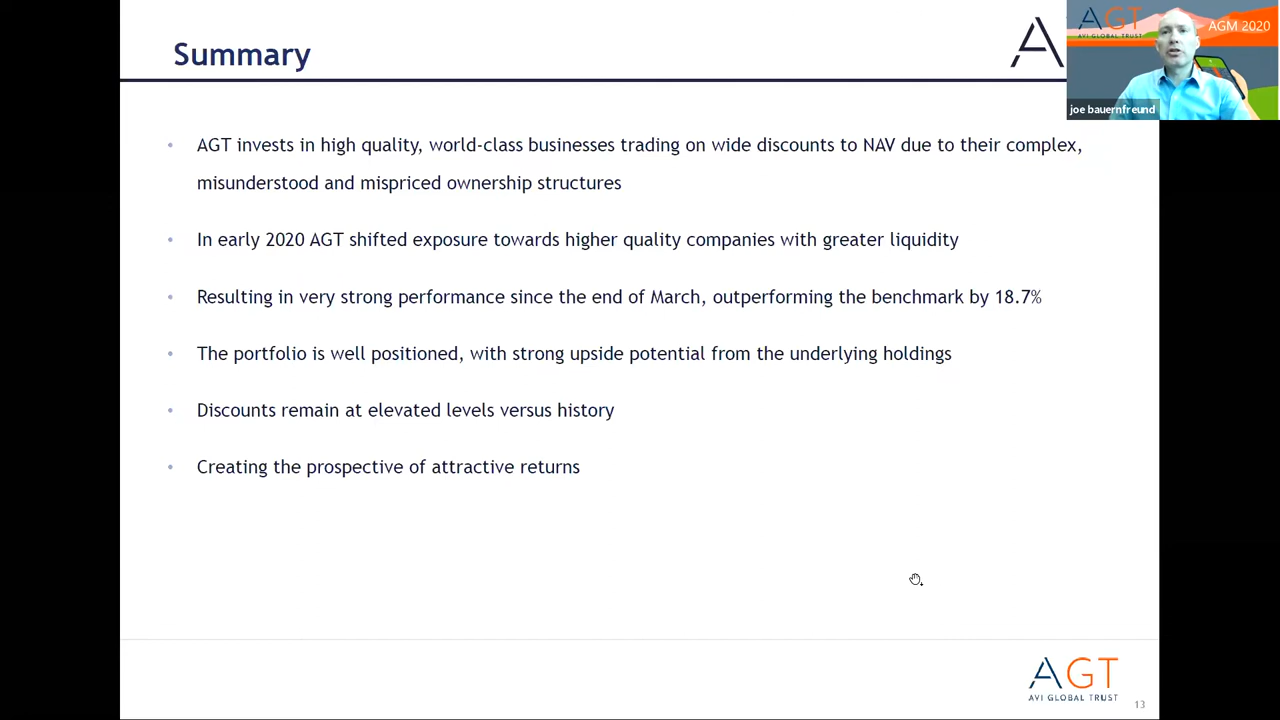 Summary
A
AGT
AVI GLOBAL TRUST
AGM 2020
joe bauernfreund
• AGT invests in high quality, world-class businesses trading on wide discounts to NAV due to their complex,
misunderstood and mispriced ownership structures
• In early 2020 AGT shifted exposure towards higher quality companies with greater liquidity
• Resulting in very strong performance since the end of March, outperforming the benchmark by 18.7%
• The portfolio is well positioned, with strong upside potential from the underlying holdings
• Discounts remain at elevated levels versus history
• Creating the prospective of attractive returns
AGT
AVI GLOBAL TRUST
13